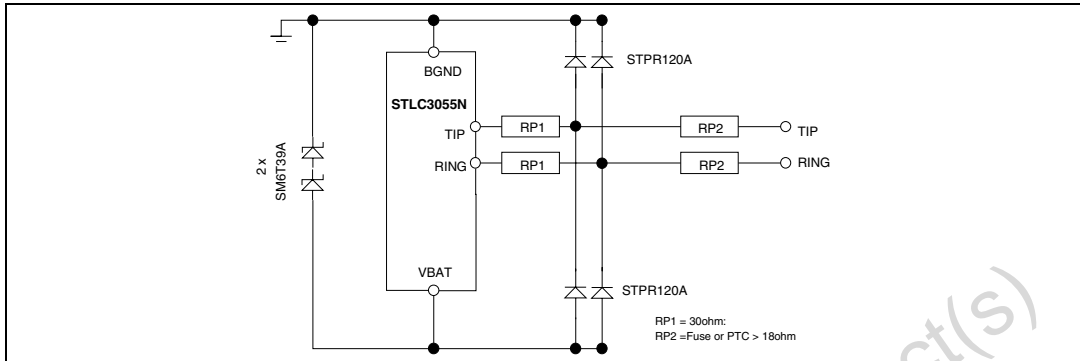 BGND
STPR120A
STLC3055N
TIP
RP1
RP2
TIP
RING
RP1
RP2
RING
2 x
SM6T39A
VBAT
STPR120A
RP1 = 30ohm:
RP2 =Fuse or PTC > 18ohm
ct(s)